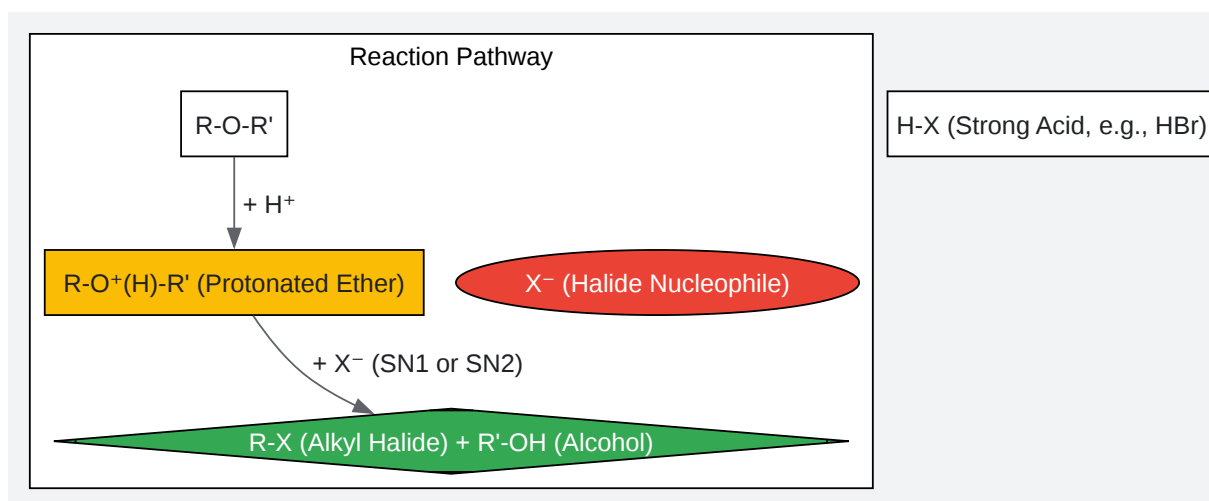 Reaction Pathway
R-O-R'
H-X (Strong Acid, e.g., HBr)
+ H⁺
R-O⁺(H)-R' (Protonated Ether)
X⁻ (Halide Nucleophile)
+ X⁻ (SN1 or SN2)
R-X (Alkyl Halide) + R'-OH (Alcohol)